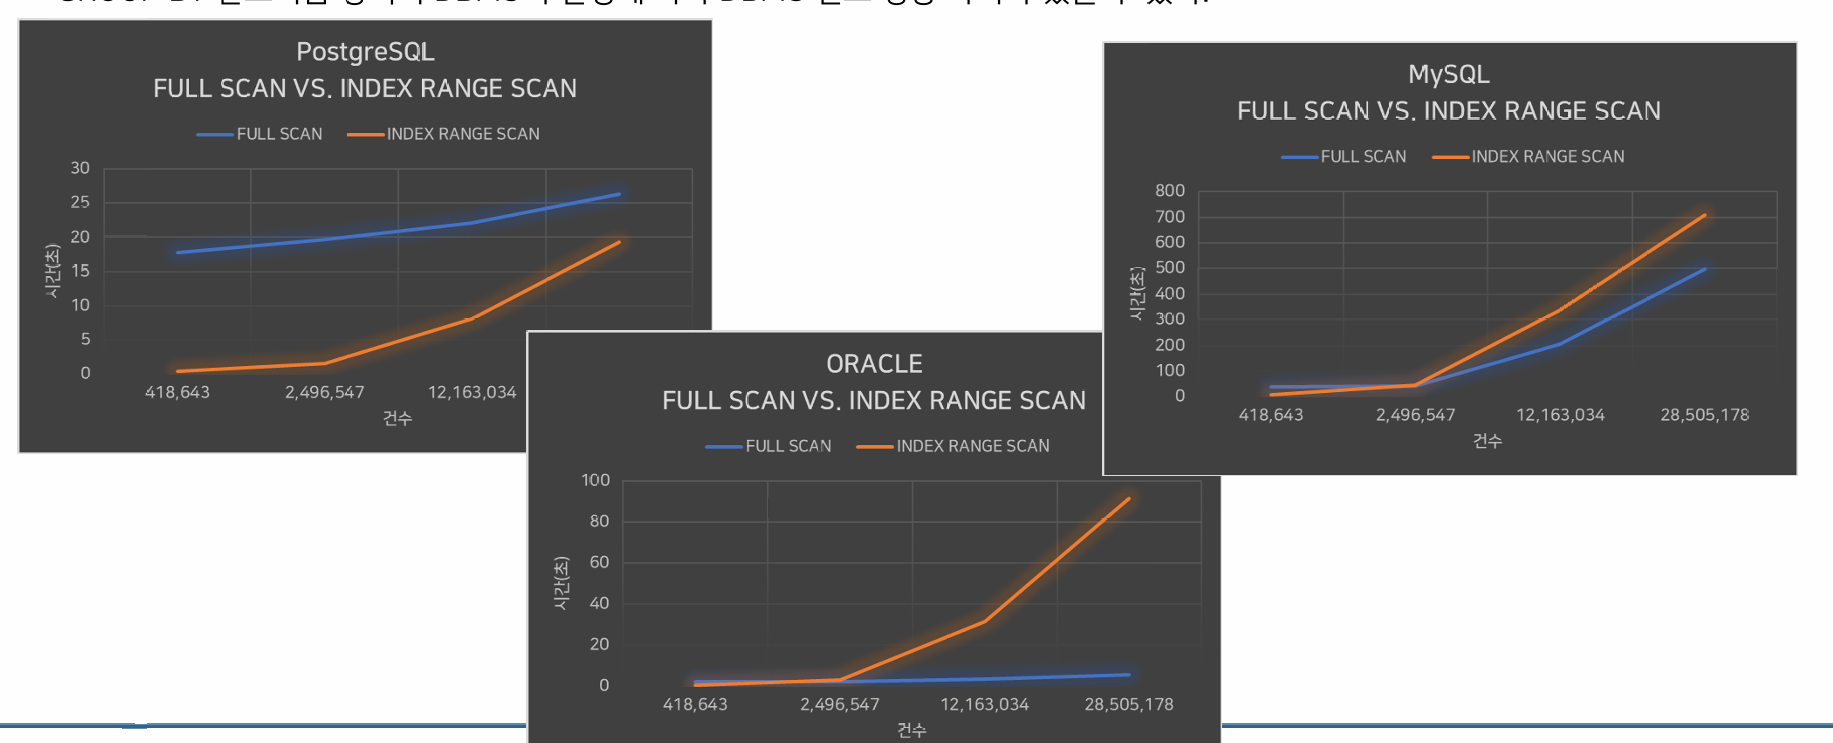 PostgreSQL
FULL SCAN VS. INDEX RANGE SCAN
FULL SCAN INDEX RANGE SCAN
30
25
20
15
10
5
0
시간(초)
418,643 2,496,547 12,163,034
건수
ORACLE
FULL SCAN VS. INDEX RANGE SCAN
FULL SCAN INDEX RANGE SCAN
100
80
60
40
20
0
시간(초)
418,643 2,496,547 12,163,034 28,505,178
건수
MySQL
FULL SCAN VS. INDEX RANGE SCAN
FULL SCAN INDEX RANGE SCAN
800
700
600
500
400
300
200
100
0
시간(초)
418,643 2,496,547 12,163,034 28,505,178
건수